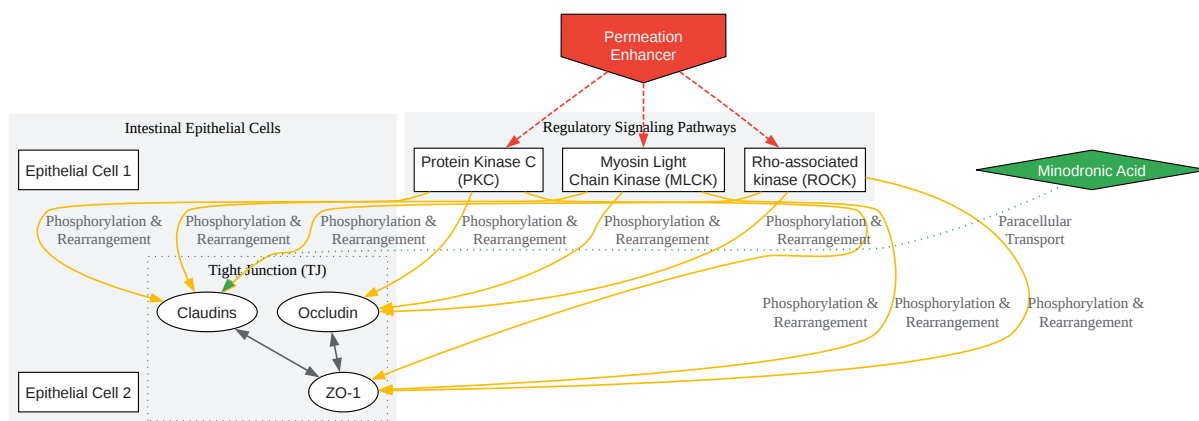 Permeation
Enhancer
Intestinal Epithelial Cells
Regulatory Signaling Pathways
Epithelial Cell 1
Protein Kinase C
(PKC)
Myosin Light
Chain Kinase (MLCK)
Rho-associated
kinase (ROCK)
Minodronic Acid
Phosphorylation &
Rearrangement
Phosphorylation &
Rearrangement
Phosphorylation &
Rearrangement
Phosphorylation &
Rearrangement
Phosphorylation &
Rearrangement
Phosphorylation &
Rearrangement
Paracellular
Transport
Tight Junction (TJ)
Claudins
Occludin
Phosphorylation &
Rearrangement
Phosphorylation &
Rearrangement
Phosphorylation &
Rearrangement
Epithelial Cell 2
ZO-1